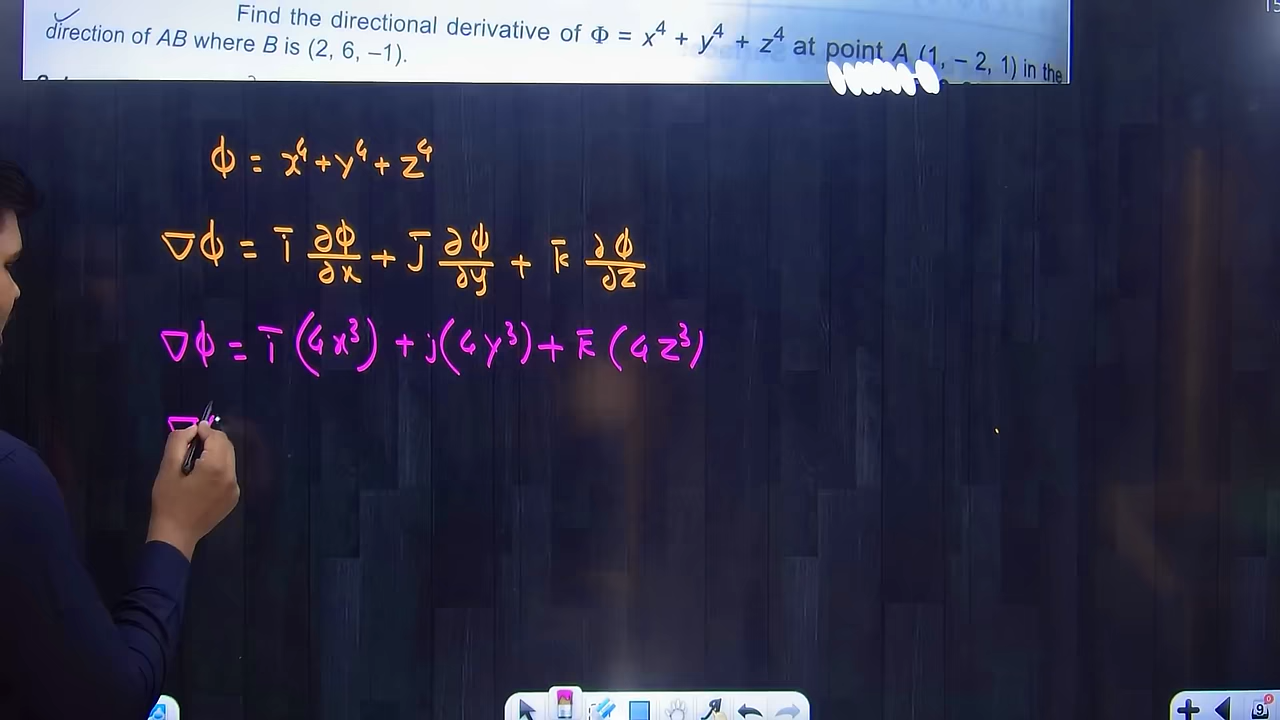 Find the directional derivative of Φ = x⁴ + y⁴ + z⁴ at point A (1, – 2, 1) in the
direction of AB where B is (2, 6, –1).
ϕ = x⁴ + y⁴ + z⁴
∇ϕ = i̅ ∂ϕ/∂x + j̅ ∂ϕ/∂y + k̅ ∂ϕ/∂z
∇ϕ = i̅ (4x³) + j(4y³) + k̅ (4z³)